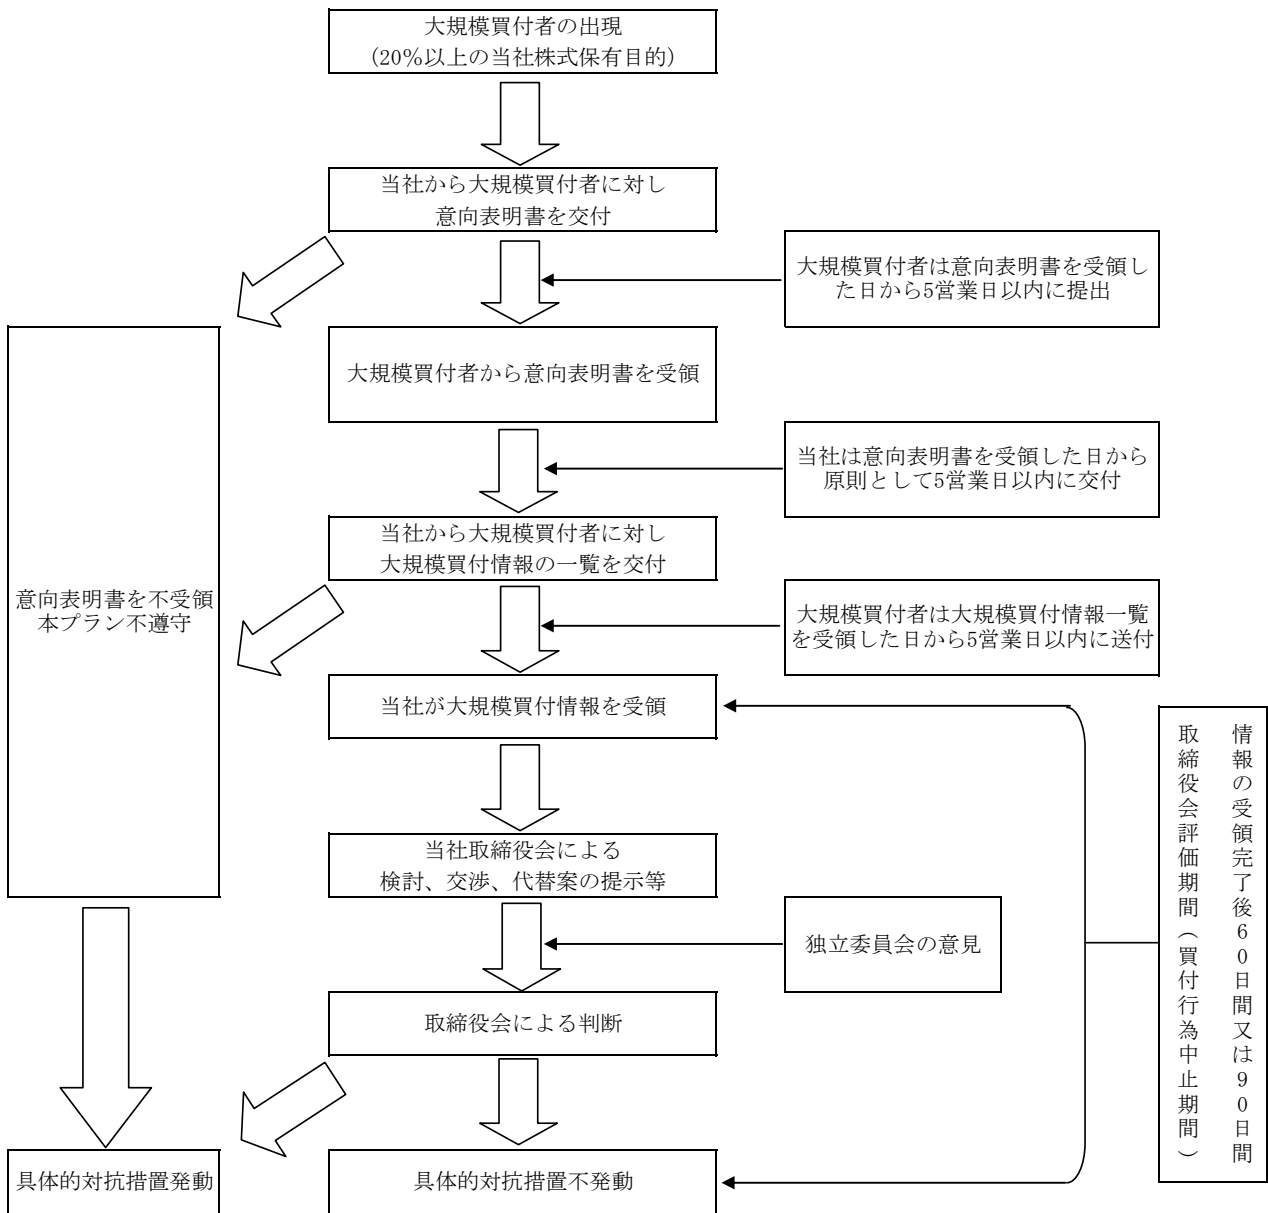 大規模買付者の出現
(20%以上の当社株式保有目的)
当社から大規模買付者に対し
意向表明書を交付
大規模買付者は意向表明書を受領し
た日から5営業日以内に提出
大規模買付者から意向表明書を受領
当社は意向表明書を受領した日から
原則として5営業日以内に交付
当社から大規模買付者に対し
大規模買付情報の一覧を交付
意向表明書を不受領
本プラン不遵守
大規模買付者は大規模買付情報一覧
を受領した日から5営業日以内に送付
当社が大規模買付情報を受領
情報の受領完了後60日間又は90日間
取締役会評価期間(買付行為中止期間)
当社取締役会による
検討、交渉、代替案の提示等
独立委員会の意見
取締役会による判断
具体的対抗措置発動
具体的対抗措置不発動